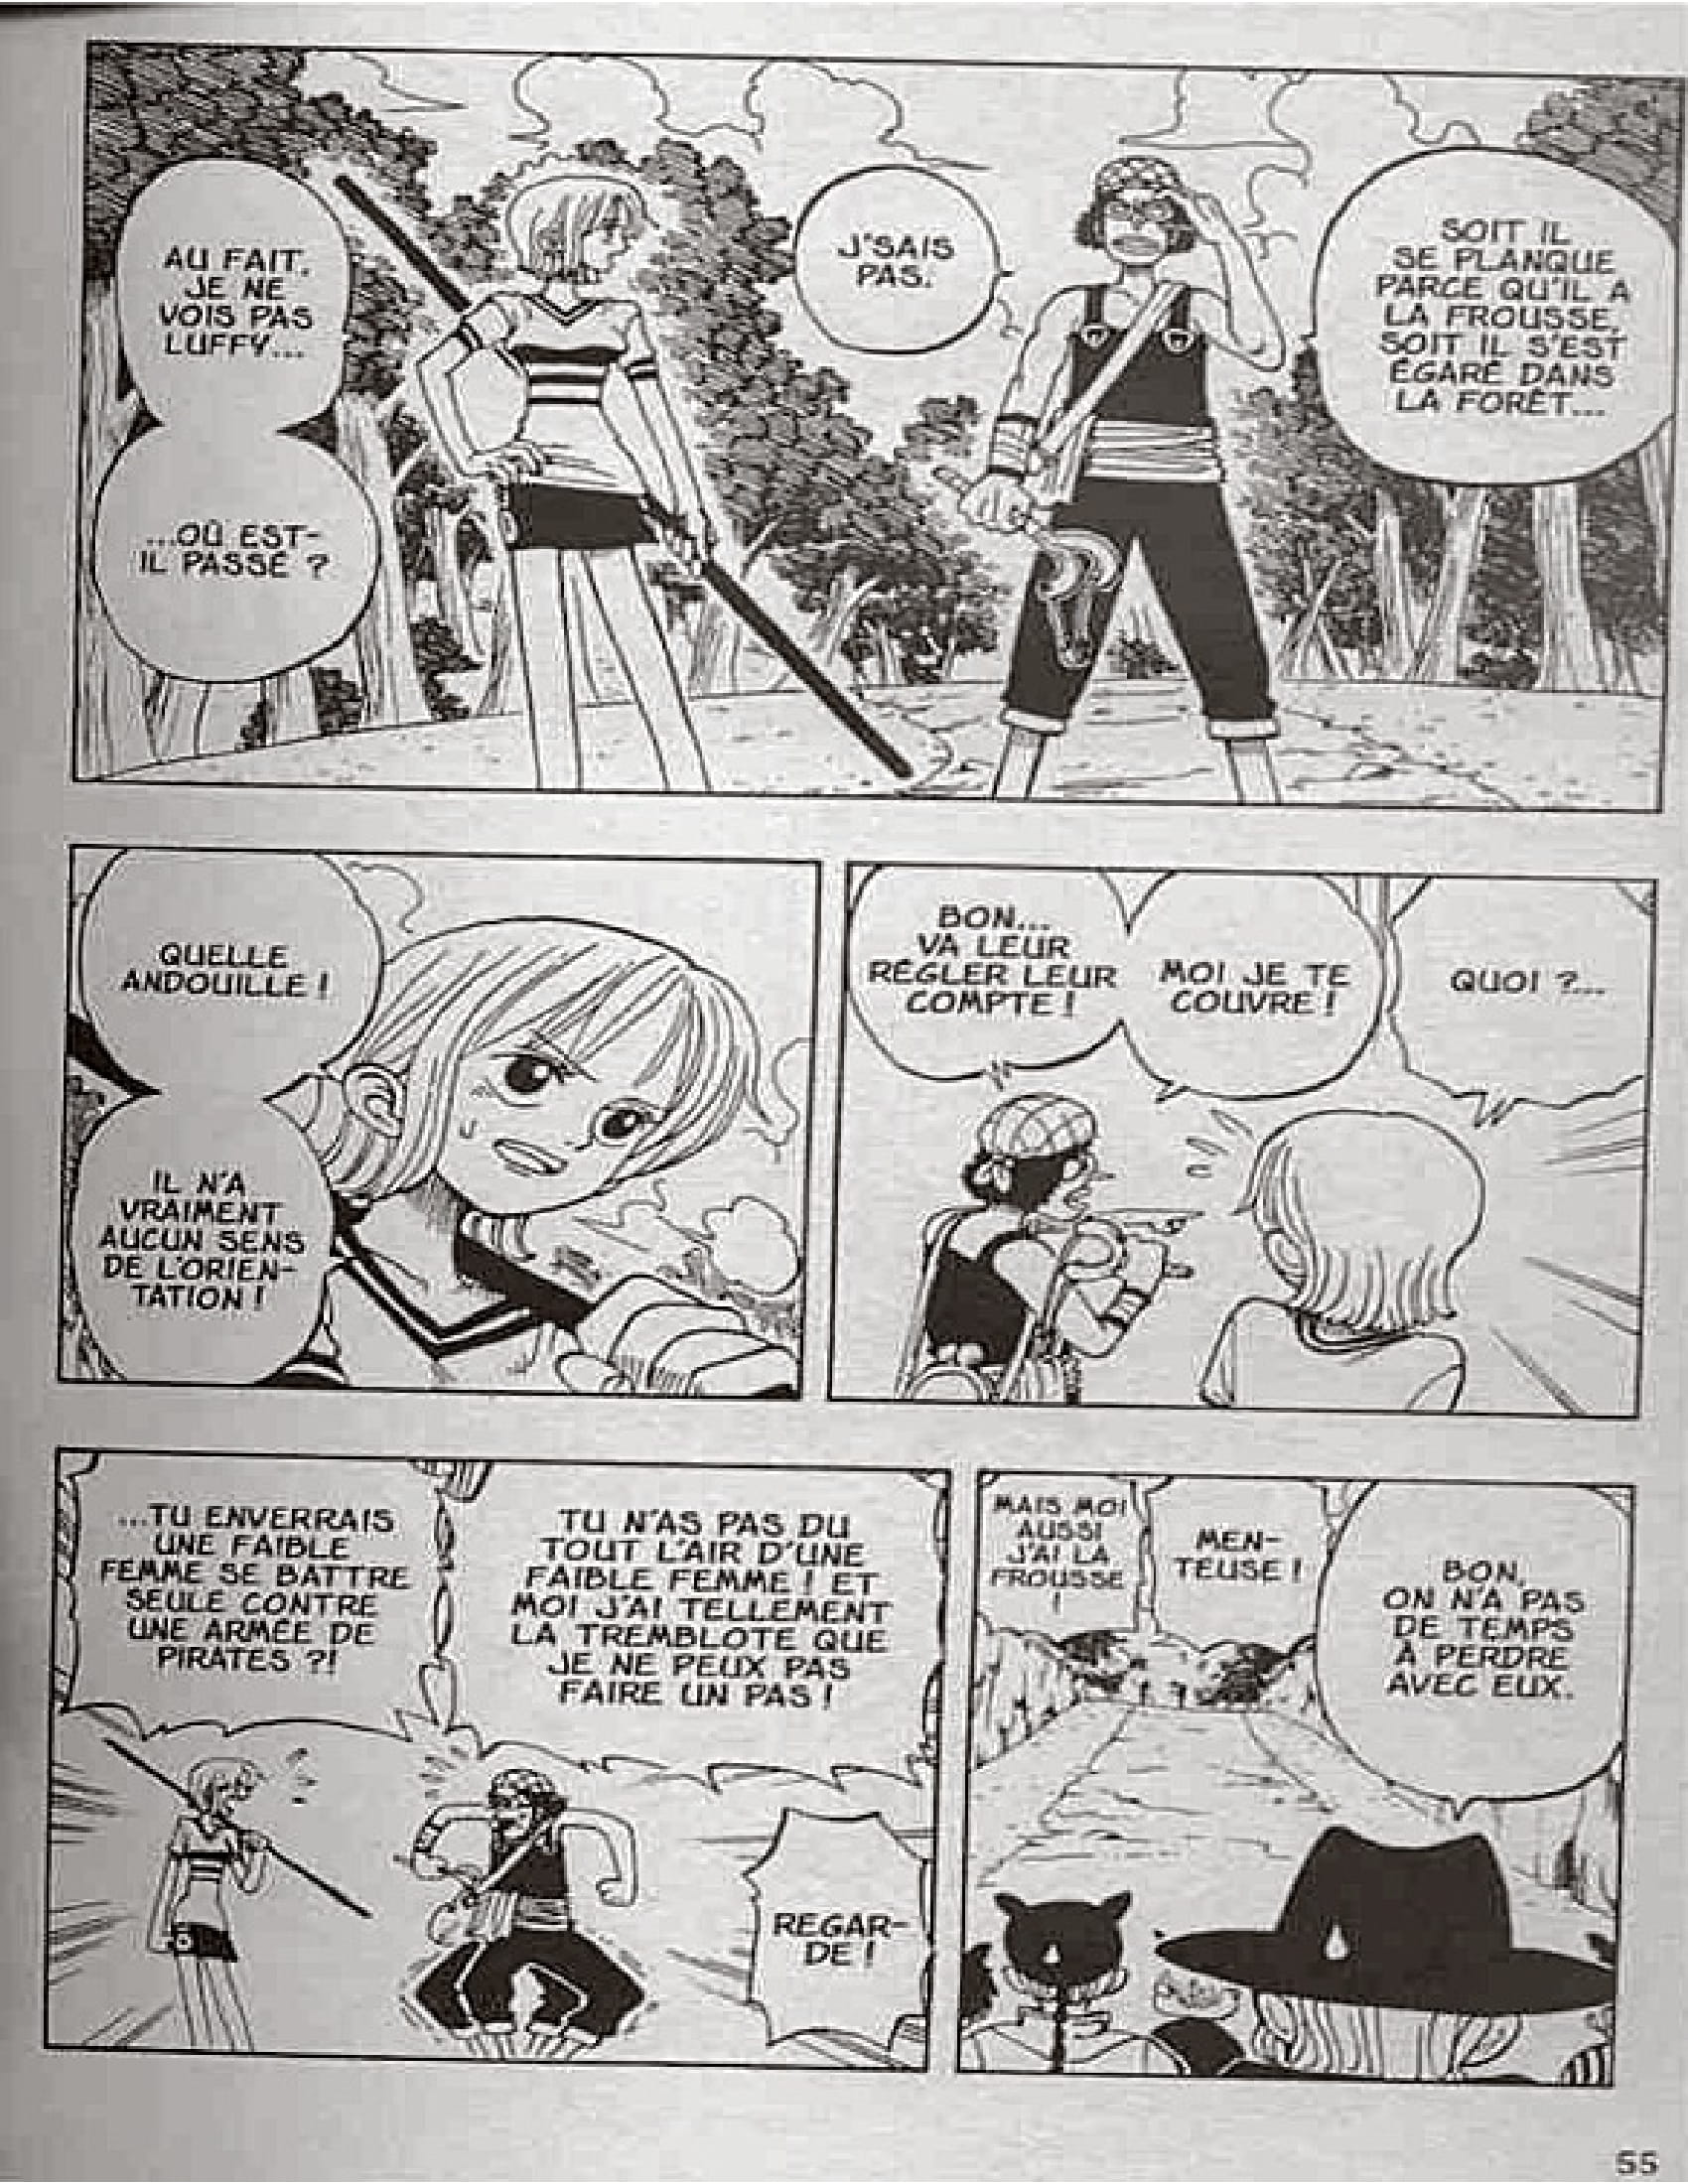 AU FAIT,
JE NE
VOIS PAS
LUFFY...
...OÙ EST-
IL PASSÉ ?
J'SAIS
PAS.
SOIT IL
SE PLANQUE
PARCE QU'IL A
LA FROUSSE,
SOIT IL S'EST
ÉGARÉ DANS
LA FORÊT...
QUELLE
ANDOUILLE !
IL N'A
VRAIMENT
AUCUN SENS
DE L'ORIEN-
TATION !
BON...
VA LEUR
RÉGLER LEUR
COMPTE !
MOI JE TE
COUVRE !
QUOI ?...
...TU ENVERRAIS
UNE FAIBLE
FEMME SE BATTRE
SEULE CONTRE
UNE ARMÉE DE
PIRATES ?!
TU N'AS PAS DU
TOUT L'AIR D'UNE
FAIBLE FEMME ! ET
MOI J'AI TELLEMENT
LA TREMBLOTE QUE
JE NE PEUX PAS
FAIRE UN PAS !
REGAR-
DE !
MAIS MOI
AUSSI
J'AI LA
FROUSSE
!
MEN-
TEUSE !
BON,
ON N'A PAS
DE TEMPS
À PERDRE
AVEC EUX.
55